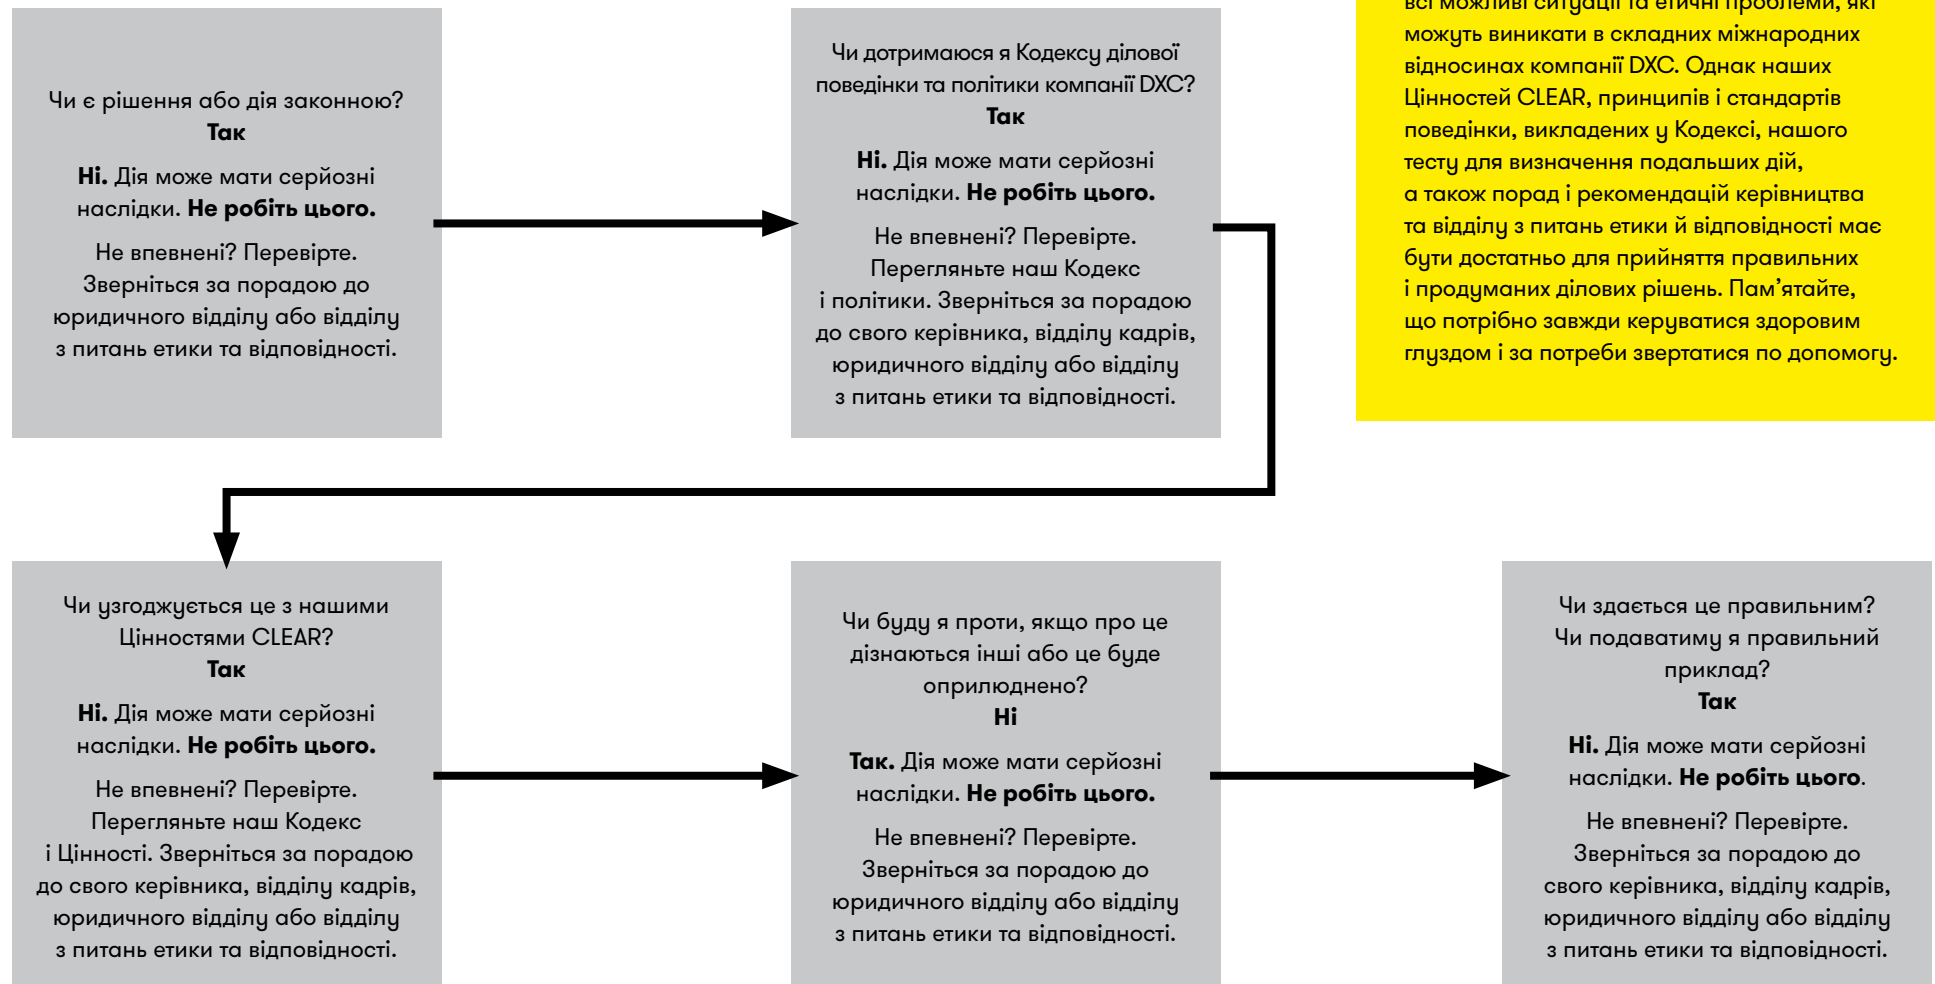 Чи є рішення або дія законною?
Так
Ні. Дія може мати серйозні
наслідки. Не робіть цього.
Не впевнені? Перевірте.
Зверніться за порадою до
юридичного відділу або відділу
з питань етики та відповідності.
Чи дотримаюся я Кодексу ділової
поведінки та політики компанії DXC?
Так
Ні. Дія може мати серйозні
наслідки. Не робіть цього.
Не впевнені? Перевірте.
Перегляньте наш Кодекс
і політики. Зверніться за порадою
до свого керівника, відділу кадрів,
юридичного відділу або відділу
з питань етики та відповідності.
всі можливі ситуації та етичні проблеми, які
можуть виникати в складних міжнародних
відносинах компанії DXC. Однак наших
Цінностей CLEAR, принципів і стандартів
поведінки, викладених у Кодексі, нашого
тесту для визначення подальших дій,
а також порад і рекомендацій керівництва
та відділу з питань етики й відповідності має
бути достатньо для прийняття правильних
і продуманих ділових рішень. Пам’ятайте,
що потрібно завжди керуватися здоровим
глуздом і за потреби звертатися по допомогу.
Чи узгоджується це з нашими
Цінностями CLEAR?
Так
Ні. Дія може мати серйозні
наслідки. Не робіть цього.
Не впевнені? Перевірте.
Перегляньте наш Кодекс
і Цінності. Зверніться за порадою
до свого керівника, відділу кадрів,
юридичного відділу або відділу
з питань етики та відповідності.
Чи буду я проти, якщо про це
дізнаються інші або це буде
оприлюднено?
Ні
Так. Дія може мати серйозні
наслідки. Не робіть цього.
Не впевнені? Перевірте.
Зверніться за порадою до
юридичного відділу або відділу
з питань етики та відповідності.
Чи здається це правильним?
Чи подаватиму я правильний
приклад?
Так
Ні. Дія може мати серйозні
наслідки. Не робіть цього.
Не впевнені? Перевірте.
Зверніться за порадою до
свого керівника, відділу кадрів,
юридичного відділу або відділу
з питань етики та відповідності.